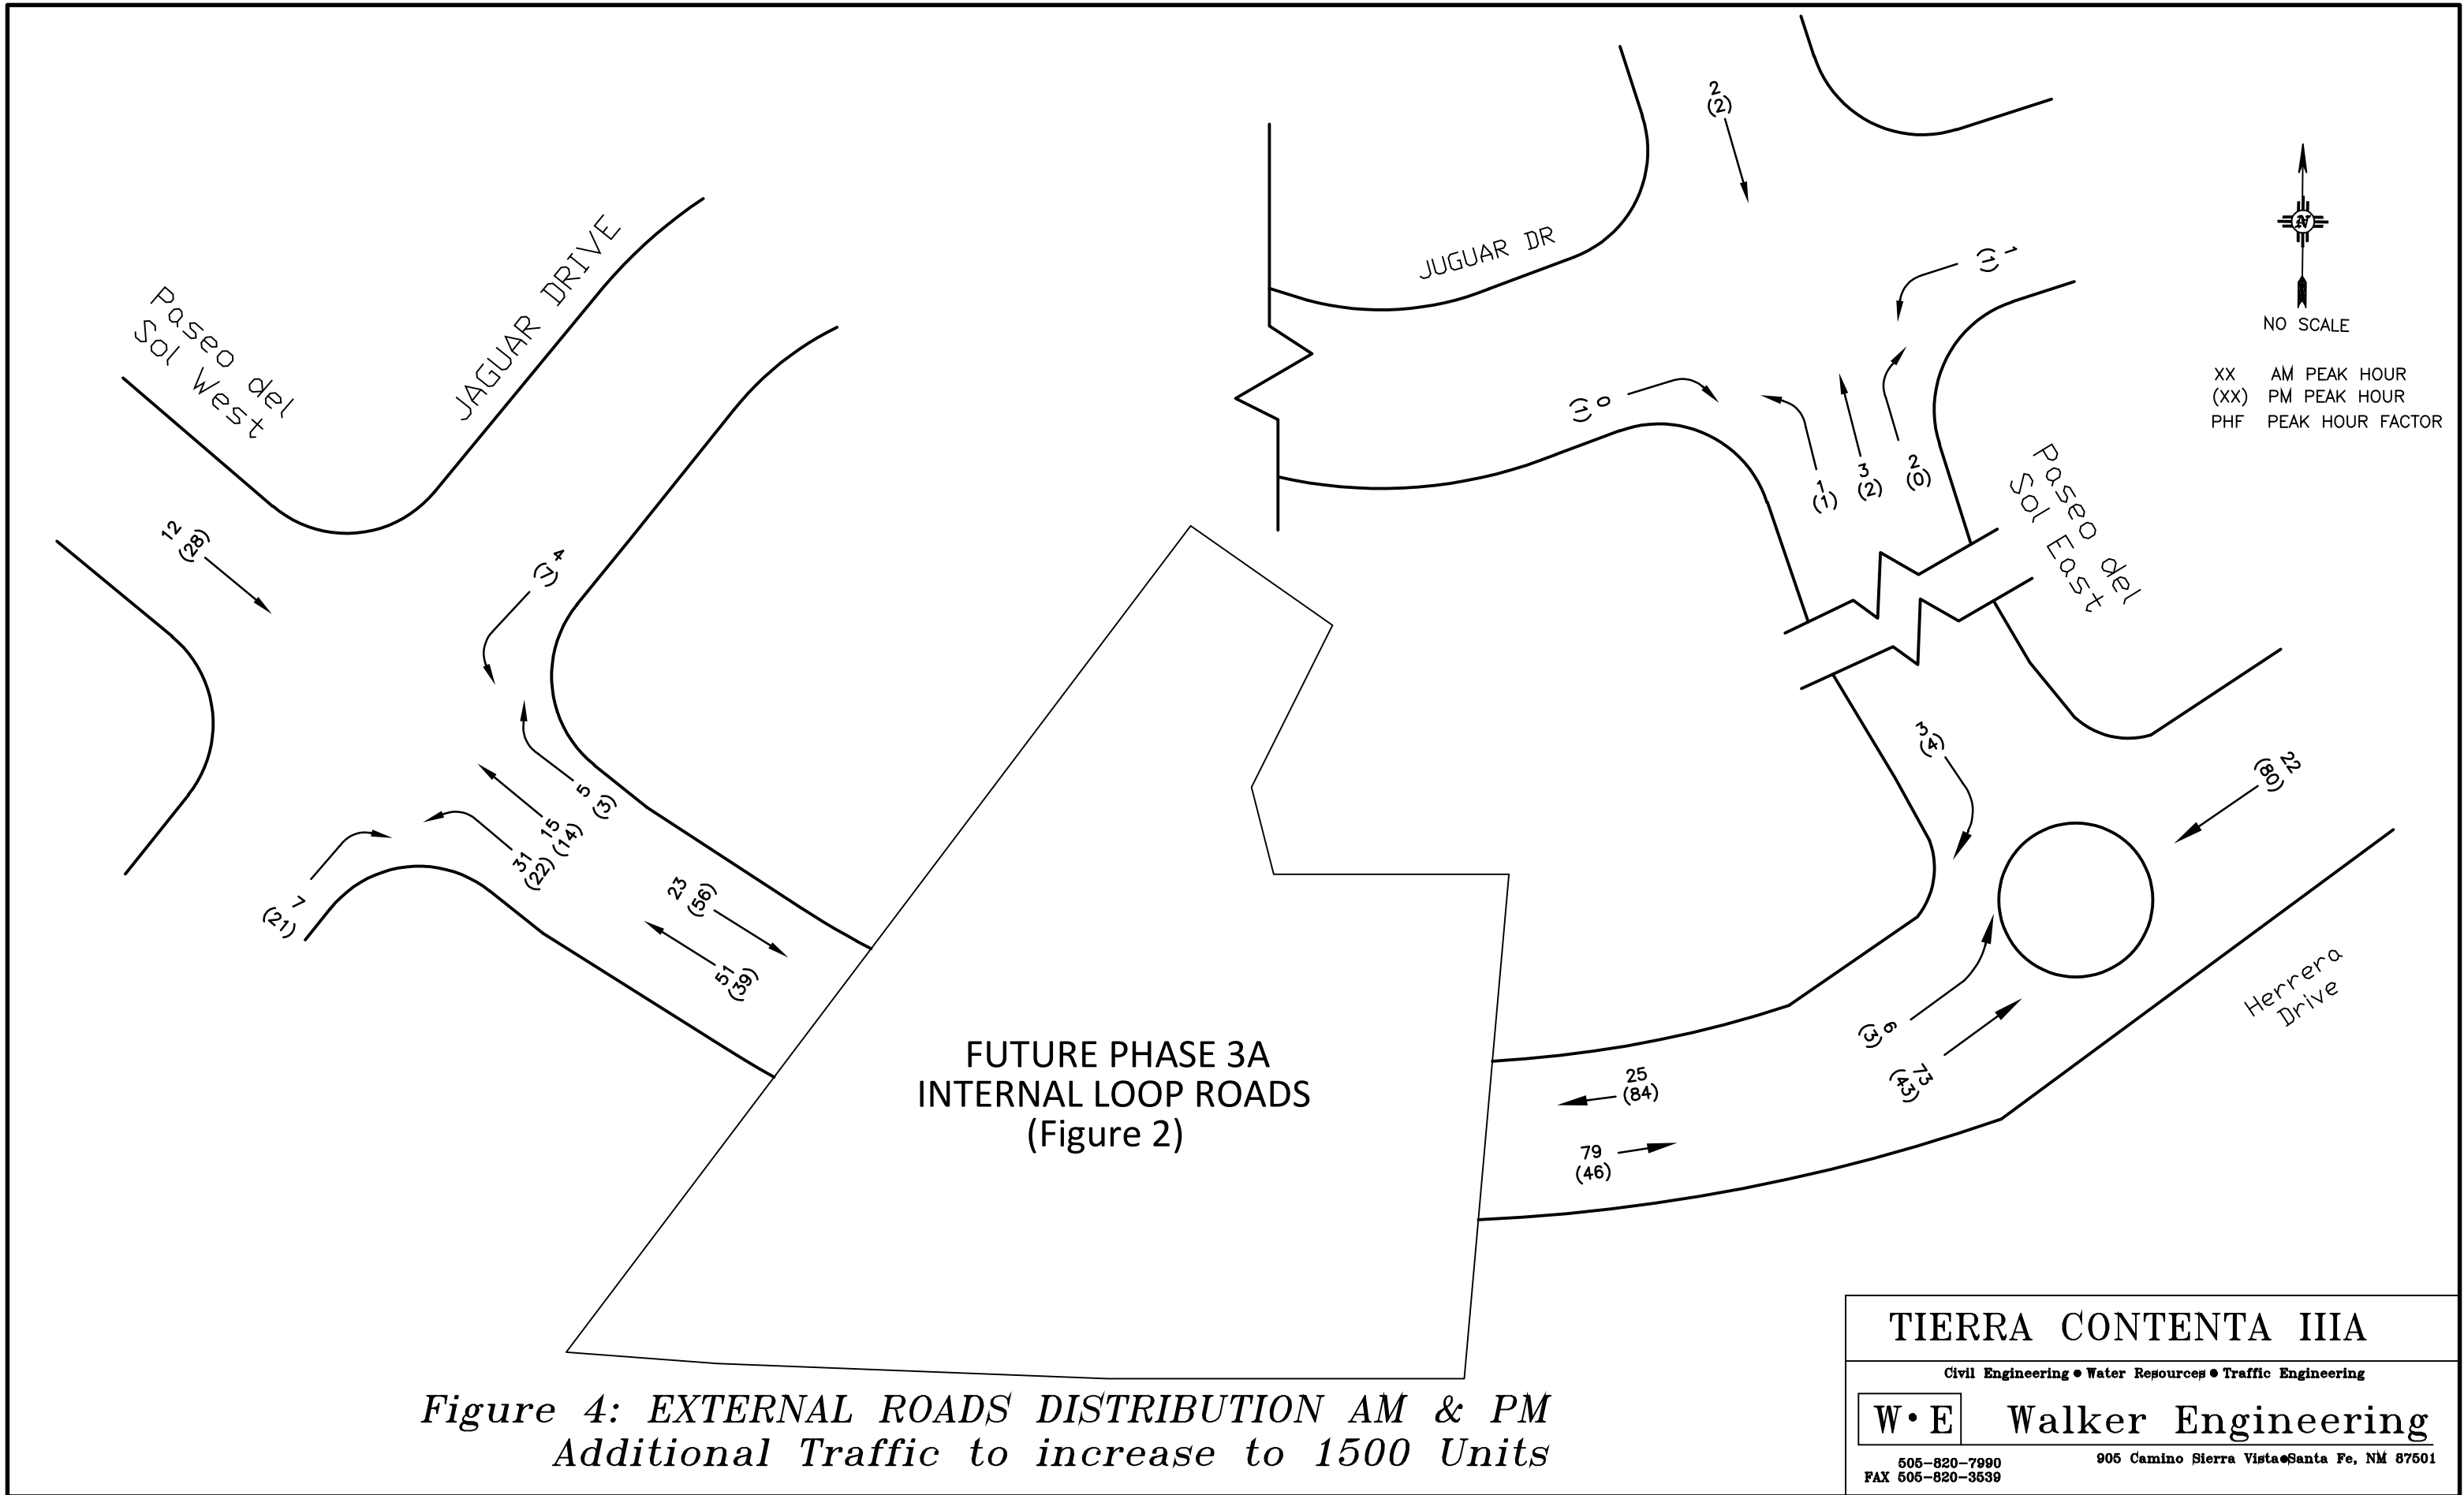 Paseo del
Sol West
JAGUAR DRIVE
12
(28)
4
(7)
5
(3)
15
(14)
31
(22)
7
(21)
23
(56)
51
(39)
JUGUAR DR
2
(2)
1
(1)
0
(1)
1
(1)
3
(2)
2
(0)
Paseo del
Sol East
NO SCALE
XX AM PEAK HOUR
(XX) PM PEAK HOUR
PHF PEAK HOUR FACTOR
3
(4)
22
(80)
6
(3)
73
(43)
Herrera
Drive
25
(84)
79
(46)
FUTURE PHASE 3A
INTERNAL LOOP ROADS
(Figure 2)
Figure 4: EXTERNAL ROADS DISTRIBUTION AM & PM
Additional Traffic to increase to 1500 Units
TIERRA CONTENTA IIIA
Civil Engineering • Water Resources • Traffic Engineering
W•E Walker Engineering
505-820-7990
FAX 505-820-3539
905 Camino Sierra Vista•Santa Fe, NM 87501